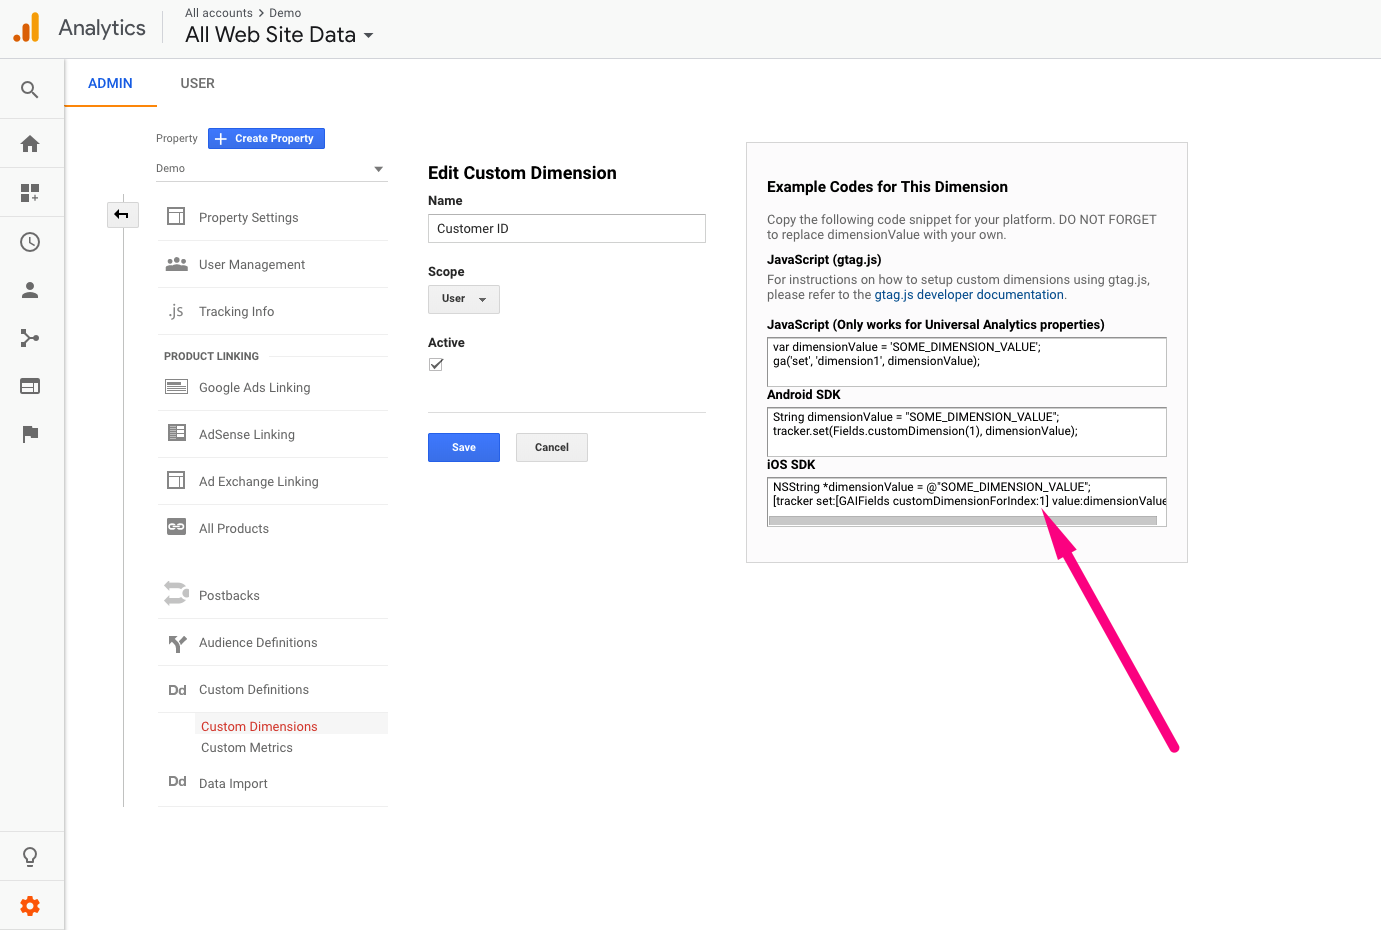 Analytics
All accounts > Demo
All Web Site Data
ADMIN
USER
Property
Create Property
Demo
Property Settings
User Management
.js Tracking Info
PRODUCT LINKING
Google Ads Linking
AdSense Linking
Ad Exchange Linking
All Products
Postbacks
Audience Definitions
Dd Custom Definitions
Custom Dimensions
Custom Metrics
Dd Data Import
Edit Custom Dimension
Name
Customer ID
Scope
User
Active
Save
Cancel
Example Codes for This Dimension
Copy the following code snippet for your platform. DO NOT FORGET
to replace dimensionValue with your own.
JavaScript (gtag.js)
For instructions on how to setup custom dimensions using gtag.js,
please refer to the gtag.js developer documentation.
JavaScript (Only works for Universal Analytics properties)
var dimensionValue = 'SOME_DIMENSION_VALUE';
ga('set', 'dimension1', dimensionValue);
Android SDK
String dimensionValue = "SOME_DIMENSION_VALUE";
tracker.set(Fields.customDimension(1), dimensionValue);
iOS SDK
NSString *dimensionValue = @"SOME_DIMENSION_VALUE";
[tracker set:[GAIFields customDimensionForIndex:1] value:dimensionValue